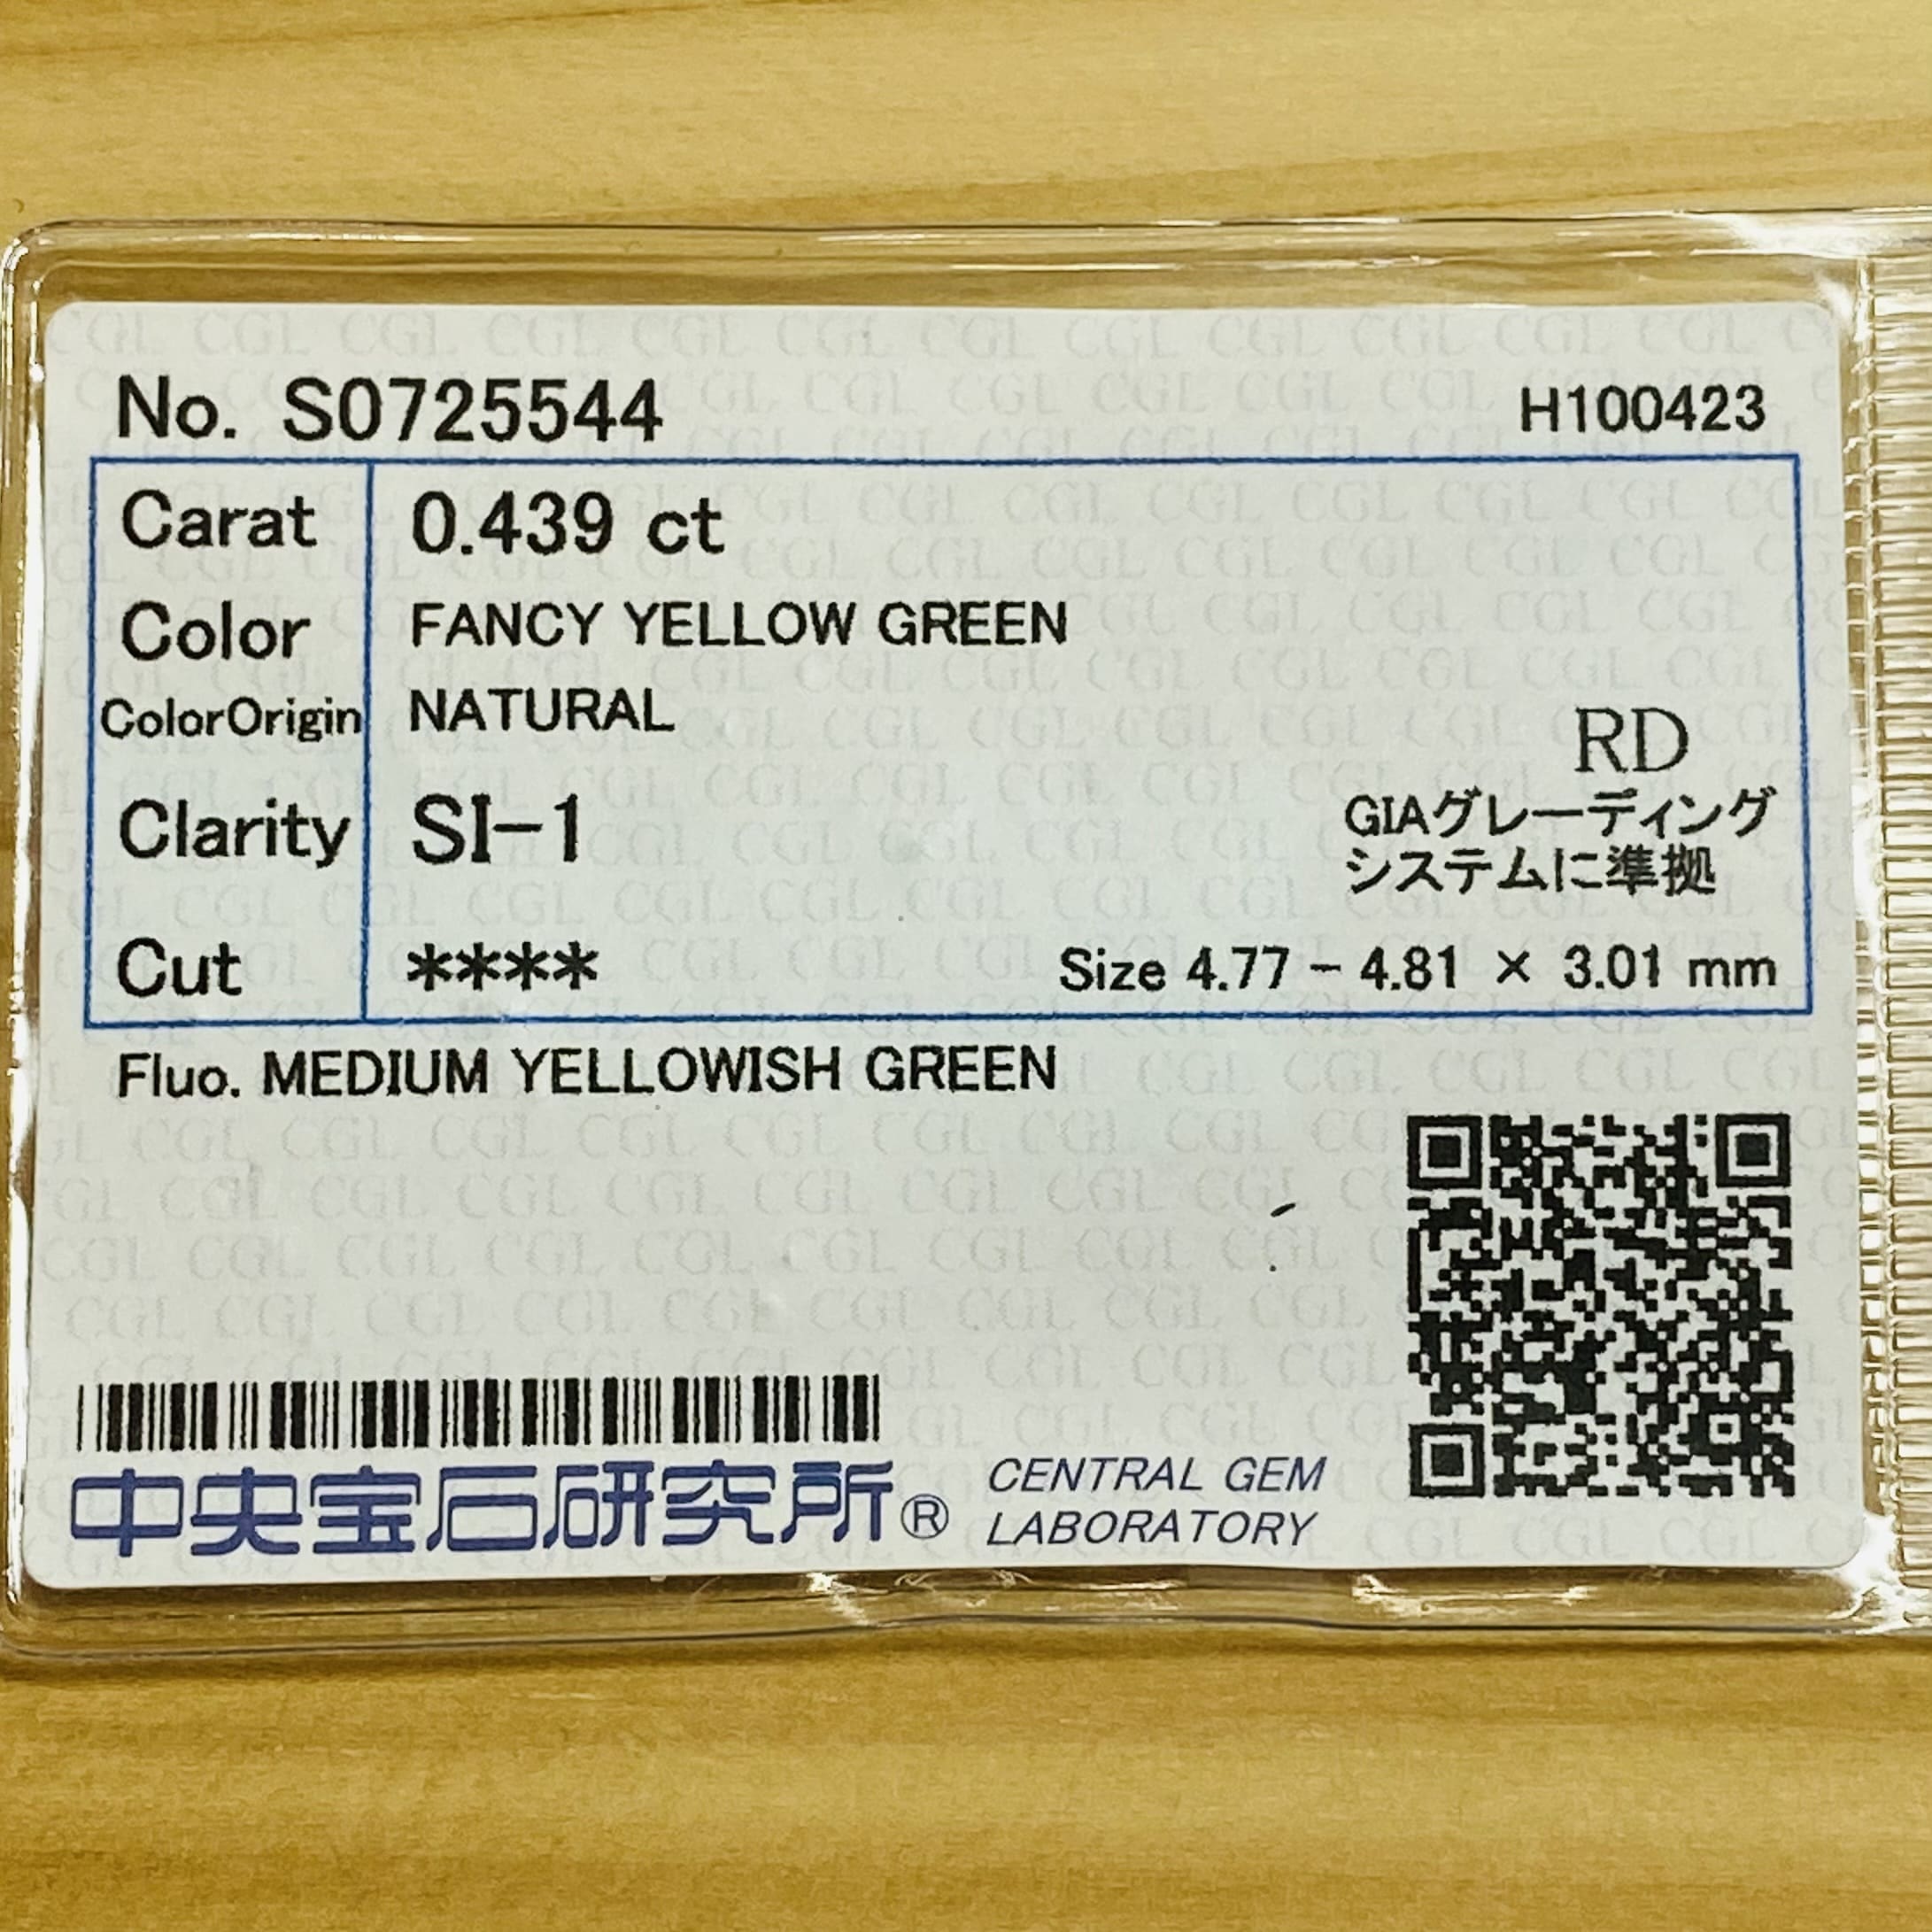 No. S0725544 H100423
Carat 0.439 ct
Color FANCY YELLOW GREEN
ColorOrigin NATURAL
RD
Clarity SI-1
GIAグレーディング
システムに準拠
Cut **** Size 4.77 - 4.81 × 3.01 mm
Fluo. MEDIUM YELLOWISH GREEN
中央宝石研究所®
CENTRAL GEM
LABORATORY